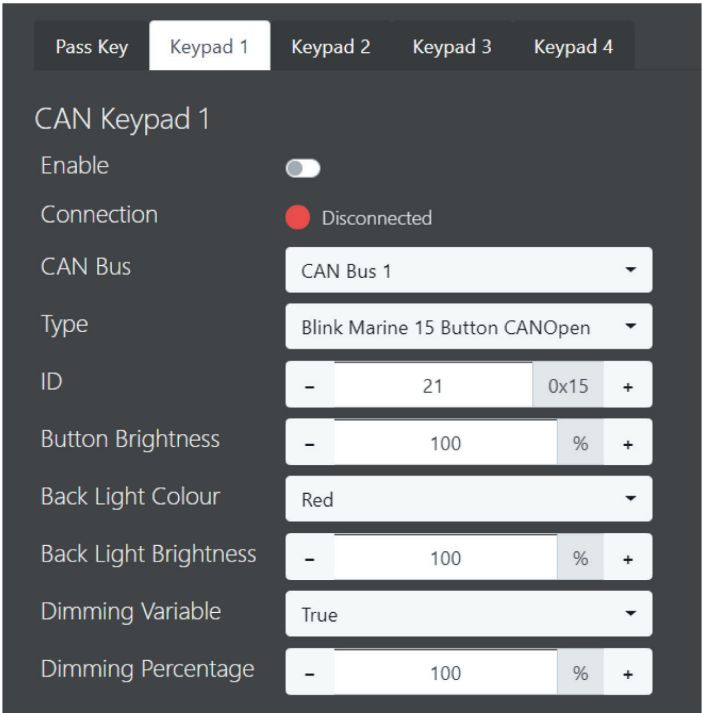 Pass Key Keypad 1 Keypad 2 Keypad 3 Keypad 4
CAN Keypad 1
Enable
Connection Disconnected
CAN Bus CAN Bus 1
Type Blink Marine 15 Button CANOpen
ID - 21 0x15 +
Button Brightness - 100 % +
Back Light Colour Red
Back Light Brightness - 100 % +
Dimming Variable True
Dimming Percentage - 100 % +